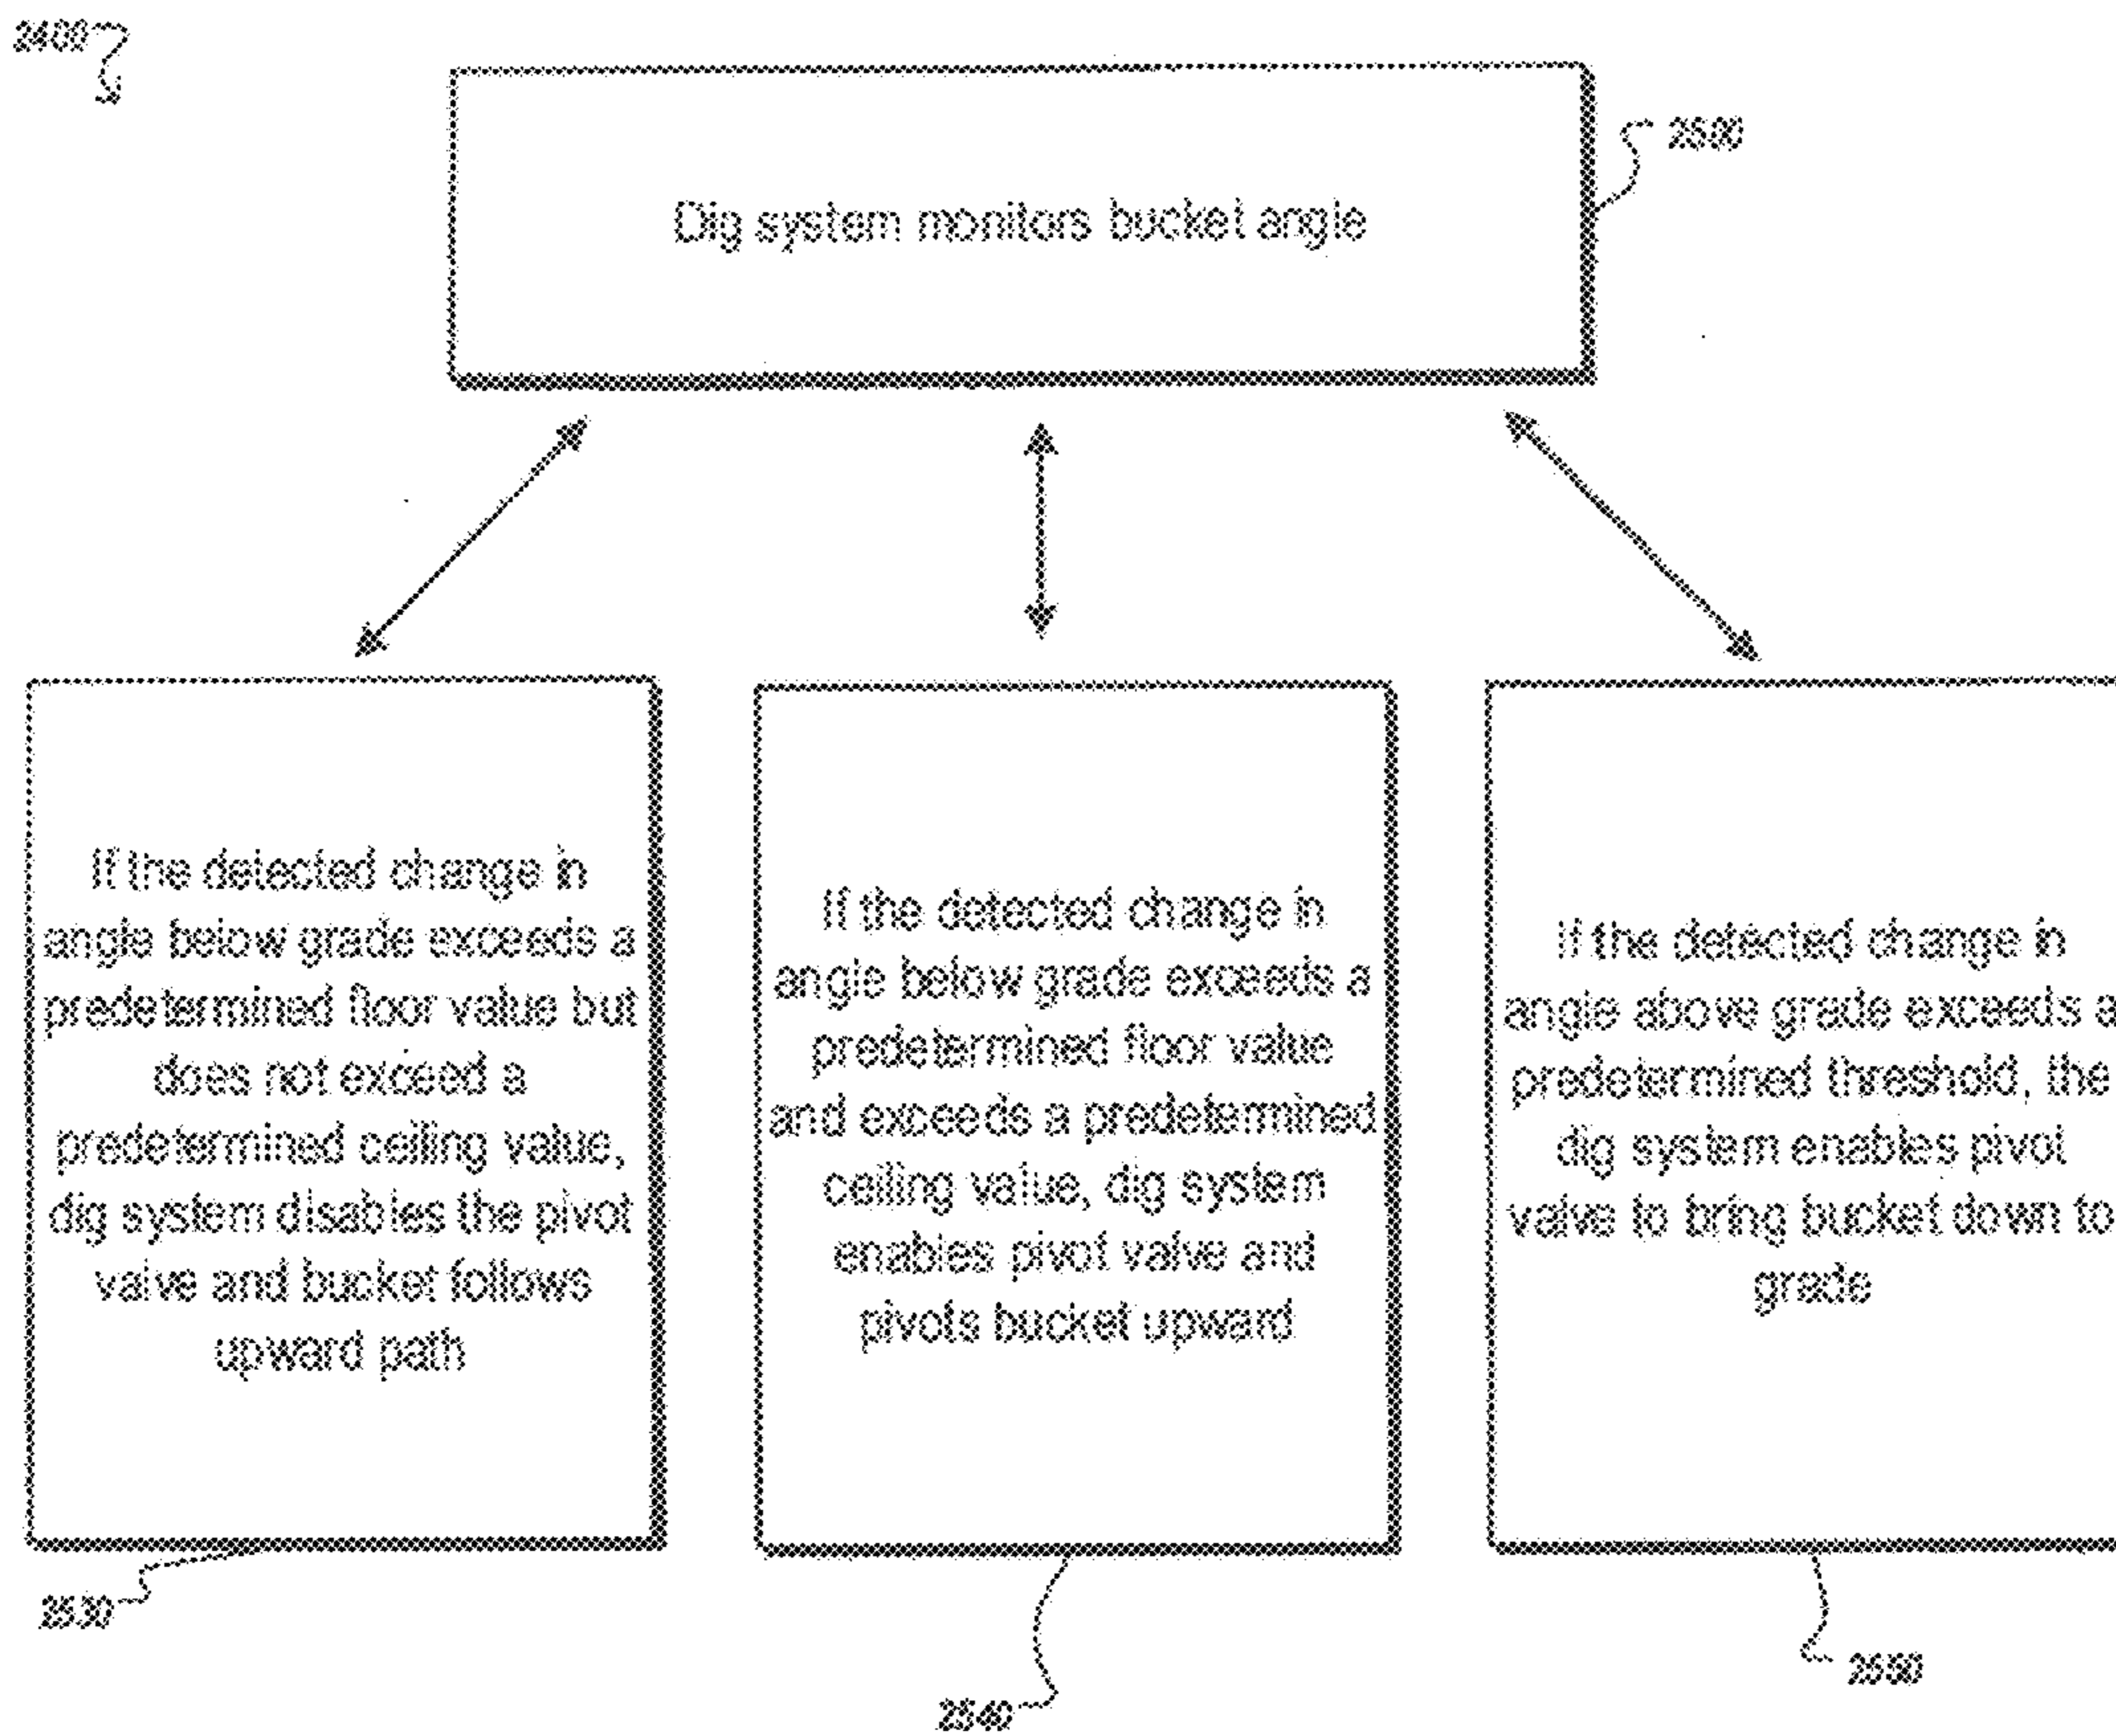 Dig system monitors bucket angle
If the detected change in
angle below grade exceeds a
predetermined floor value but
does not exceed a
predetermined ceiling value,
dig system disables the pivot
valve and bucket follows
upward path
If the detected change in
angle below grade exceeds a
predetermined floor value
and exceeds a predetermined
ceiling value, dig system
enables pivot valve and
pivots bucket upward
If the detected change in
angle above grade exceeds a
predetermined threshold, the
dig system enables pivot
valve to bring bucket down to
grade
2530
2540